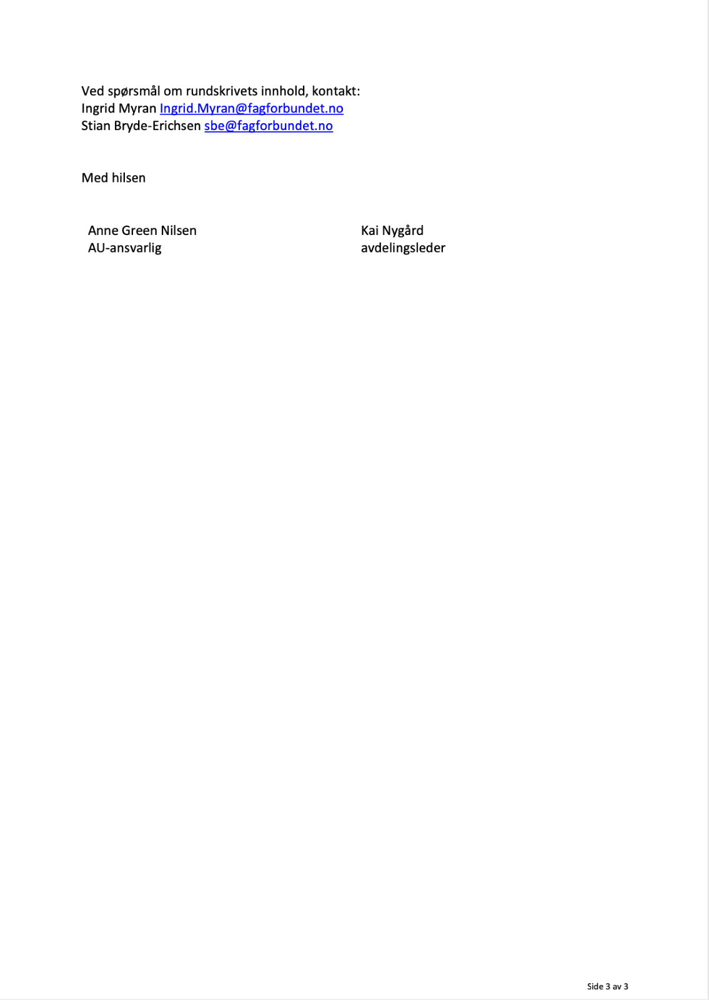 Ved spørsmål om rundskrivets innhold, kontakt:
Ingrid Myran Ingrid.Myran@fagforbundet.no
Stian Bryde-Erichsen sbe@fagforbundet.no
Med hilsen
Anne Green Nilsen
AU-ansvarlig
Kai Nygård
avdelingsleder
Side 3 av 3